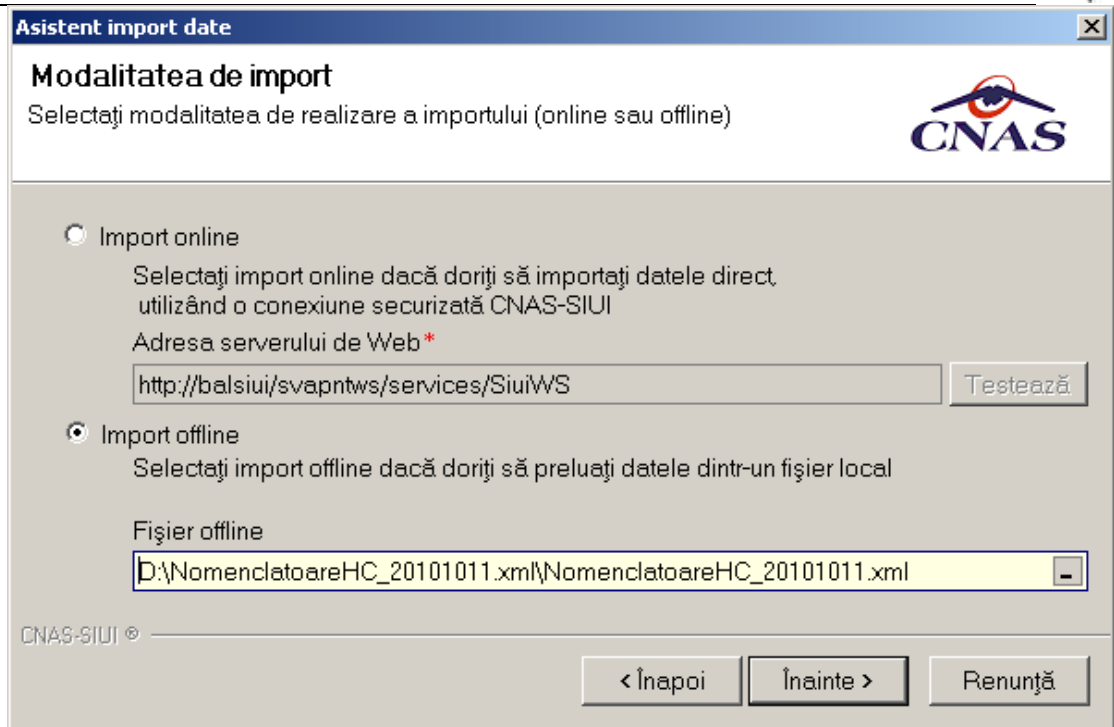 Asistent import date
Modalitatea de import
Selectaţi modalitatea de realizare a importului (online sau offline)
CNAS
Import online
Selectaţi import online dacă doriţi să importaţi datele direct,
utilizând o conexiune securizată CNAS-SIUI
Adresa serverului de Web*
http://balsiui/svapntws/services/SiuiWS
Testează
Import offline
Selectaţi import offline dacă doriţi să preluaţi datele dintr-un fişier local
Fişier offline
D:\NomenclatoareHC_20101011.xml\NomenclatoareHC_20101011.xml
CNAS-SIUI ®
< Înapoi
Înainte >
Renunţă